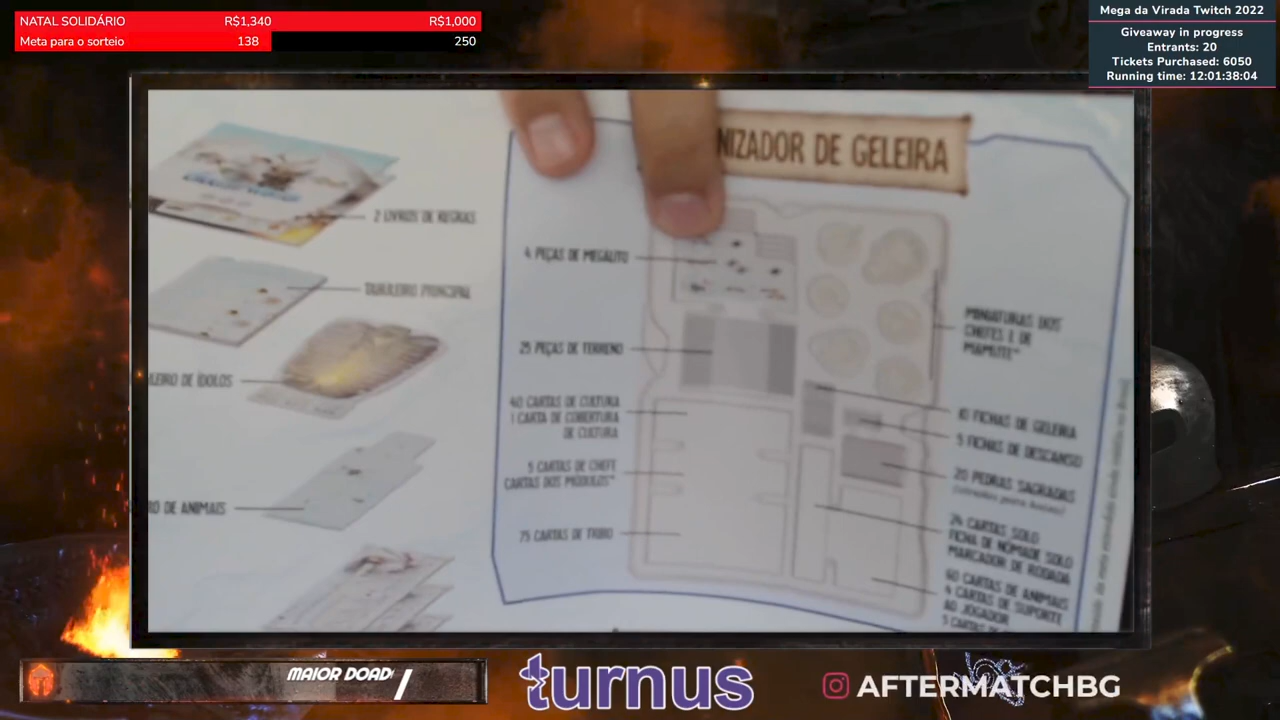 NATAL SOLIDÁRIO R$1,340 R$1,000
Meta para o sorteio 138 250
Mega da Virada Twitch 2022
Giveaway in progress
Entrants: 20
Tickets Purchased: 6050
Running time: 12:01:38:04
NIZADOR DE GELEIRA
2 LIVROS DE REGRAS
TABULEIRO PRINCIPAL
LEIRO DE ÍDOLOS
RO DE ANIMAIS
4 PEÇAS DE MEGÁLITO
25 PEÇAS DE TERRENO
40 CARTAS DE CULTURA
1 CARTA DE COBERTURA
DE CULTURA
5 CARTAS DE CHEFE
CARTAS DOS MÓDULOS*
75 CARTAS DE TRIBO
MINIATURAS DOS
CHEFES E DE
MAMUTE*
10 FICHAS DE GELEIRA
5 FICHAS DE DESCANSO
20 PEDRAS SAGRADAS
24 CARTAS SOLO
FICHA DE NÔMADE SOLO
MARCADOR DE RODADA
60 CARTAS DE ANIMAIS
4 CARTAS DE SUPORTE
AO JOGADOR
MAIOR DOAD
turnus
AFTERMATCHBG